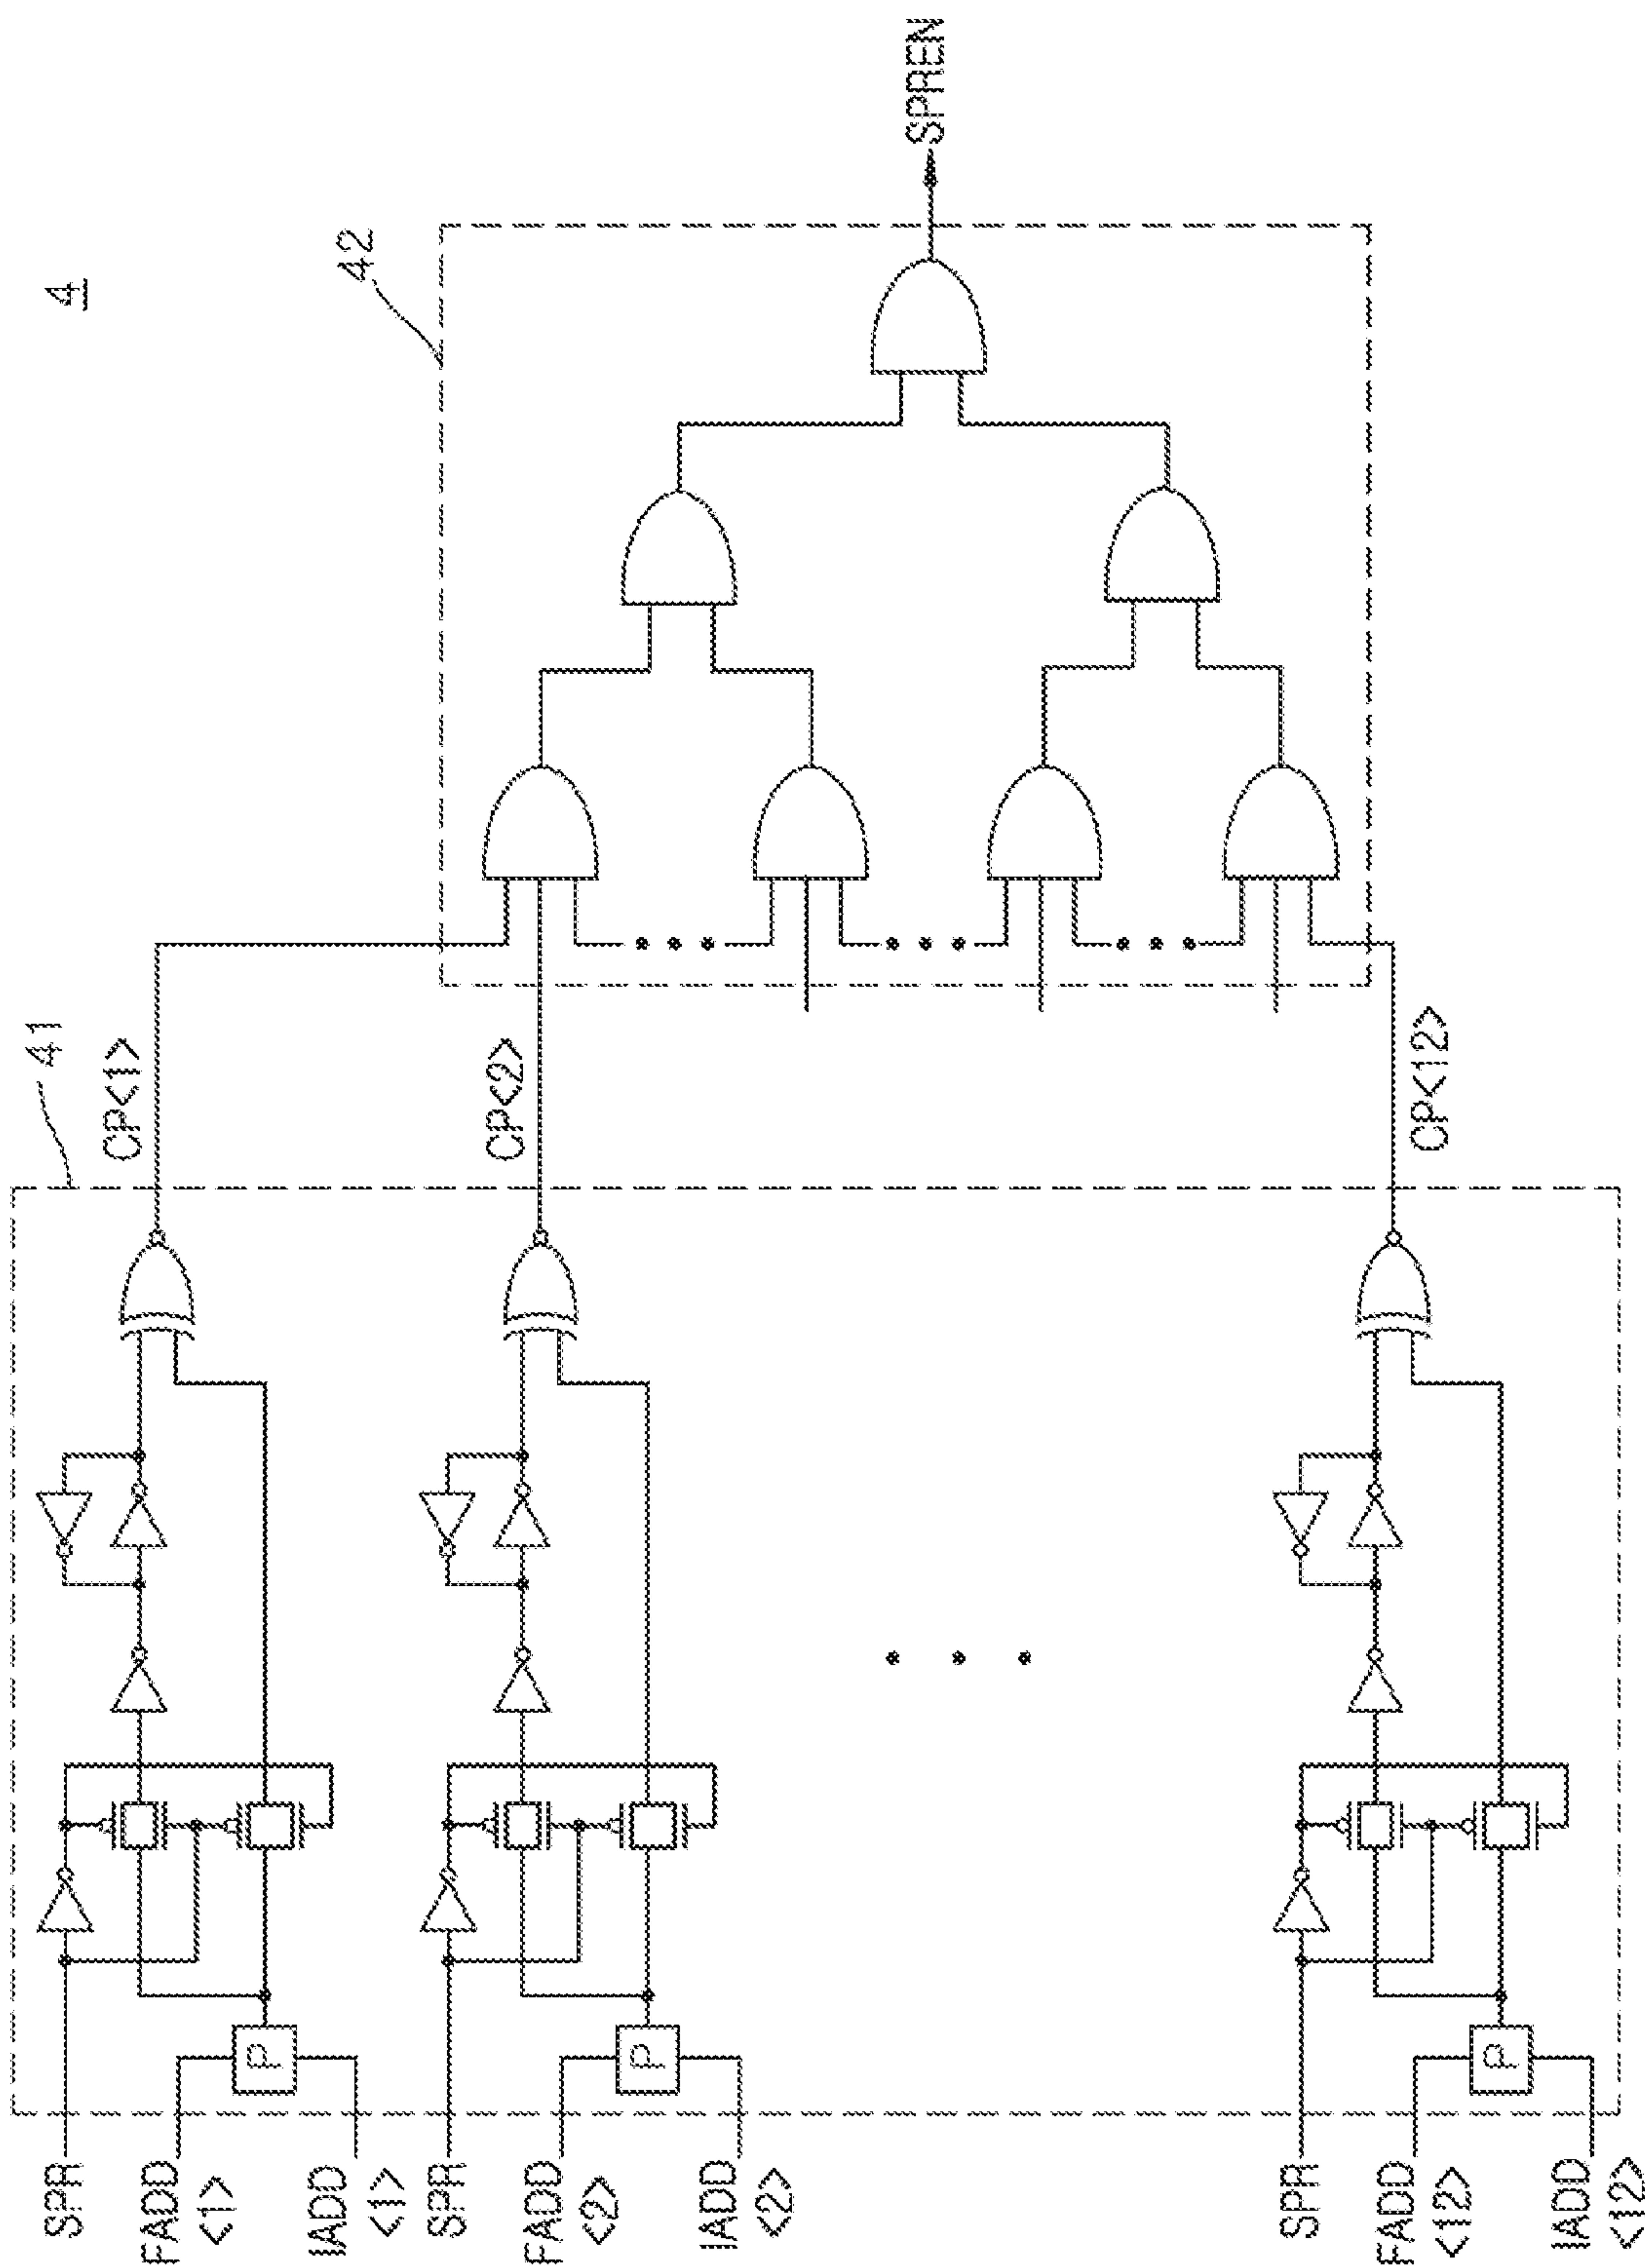 4
41
42
SPR
FADD
<1>
P
IADD
<1>
CP<1>
SPR
FADD
<2>
P
IADD
<2>
CP<2>
SPREN
SPR
FADD
<12>
P
IADD
<12>
CP<12>